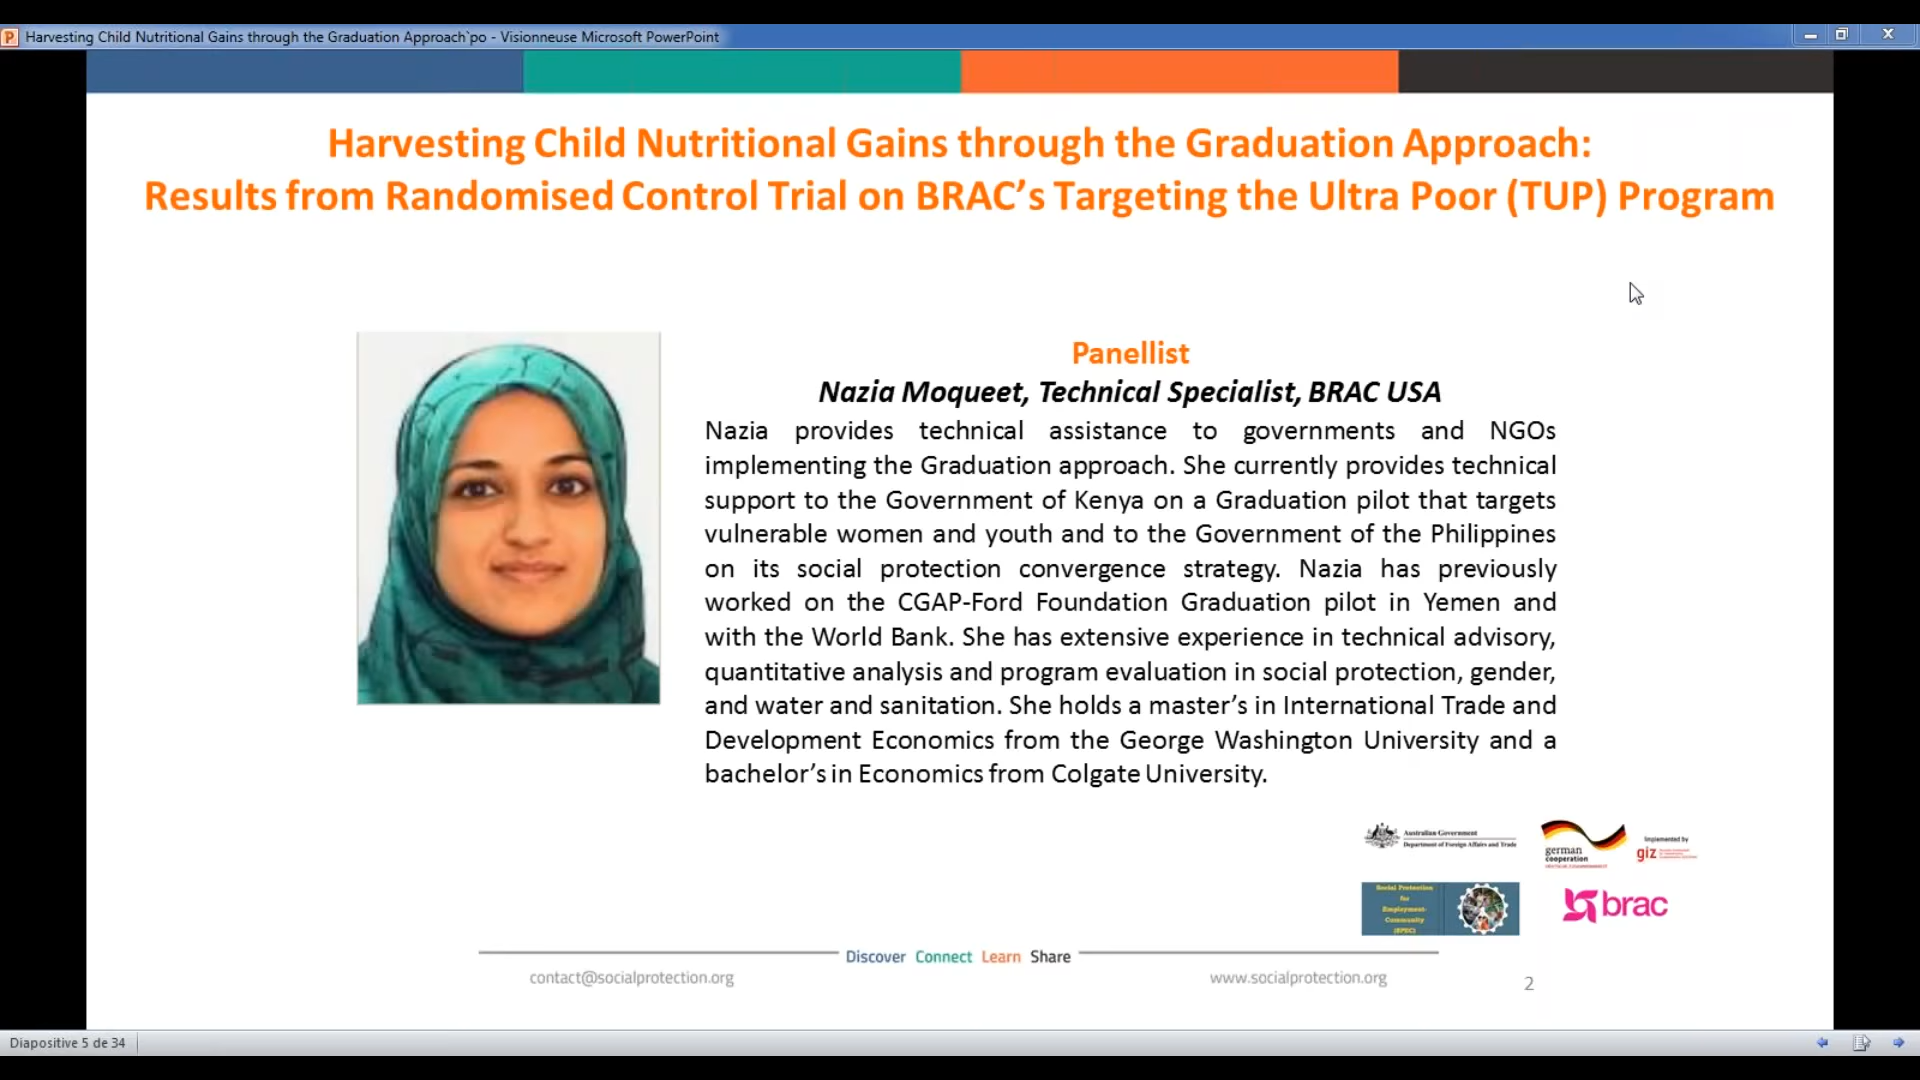 Harvesting Child Nutritional Gains through the Graduation Approach`po - Visionneuse Microsoft PowerPoint
Harvesting Child Nutritional Gains through the Graduation Approach:
Results from Randomised Control Trial on BRAC’s Targeting the Ultra Poor (TUP) Program
Panellist
Nazia Moqueet, Technical Specialist, BRAC USA
Nazia provides technical assistance to governments and NGOs
implementing the Graduation approach. She currently provides technical
support to the Government of Kenya on a Graduation pilot that targets
vulnerable women and youth and to the Government of the Philippines
on its social protection convergence strategy. Nazia has previously
worked on the CGAP-Ford Foundation Graduation pilot in Yemen and
with the World Bank. She has extensive experience in technical advisory,
quantitative analysis and program evaluation in social protection, gender,
and water and sanitation. She holds a master’s in International Trade and
Development Economics from the George Washington University and a
bachelor’s in Economics from Colgate University.
Australian Government
Department of Foreign Affairs and Trade
german
cooperation
Implemented by
giz
Social Protection
for
Employment-
Community
(SPEC)
brac
Discover Connect Learn Share
contact@socialprotection.org
www.socialprotection.org
2
Diapositive 5 de 34